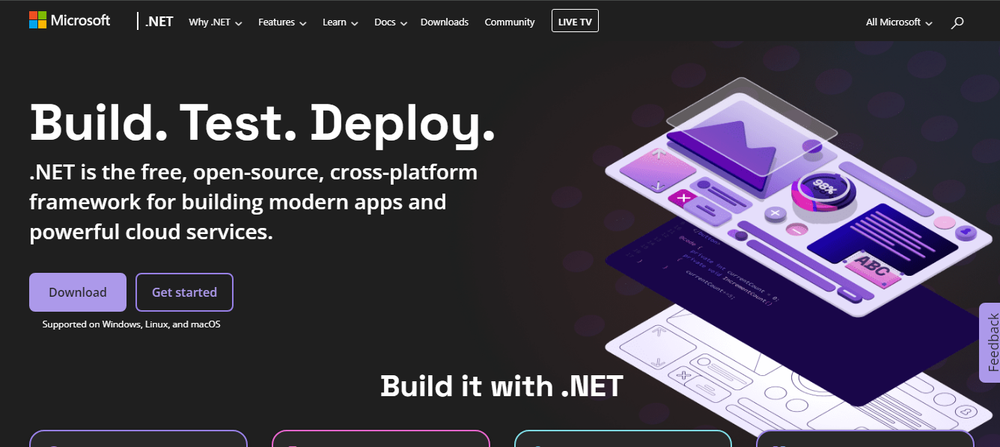 Microsoft
.NET
Why .NET
Features
Learn
Docs
Downloads
Community
LIVE TV
All Microsoft
Build. Test. Deploy.
.NET is the free, open-source, cross-platform
framework for building modern apps and
powerful cloud services.
Download
Get started
Supported on Windows, Linux, and macOS
98%
ABC
</button>
@code {
private int currentCount = 0;
private void IncrementCount()
{
currentCount++;
}
}
Feedback
Build it with .NET